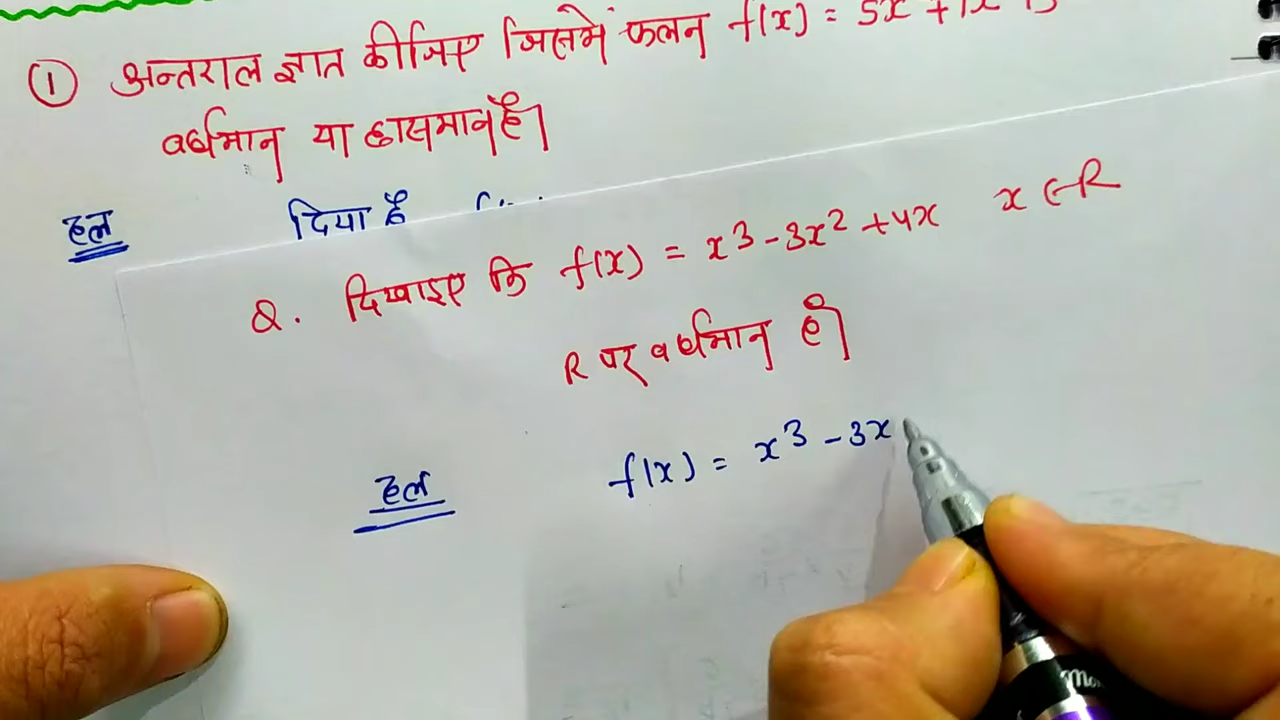 ① अन्तराल ज्ञात कीजिए जिसमें फलन f(x) =
वर्धमान या ह्रासमान है।
हल दिया है
Q. दिखाइए कि f(x) = x³ - 3x² + 4x x ∈ R
R पर वर्धमान है।
हल f(x) = x³ - 3x